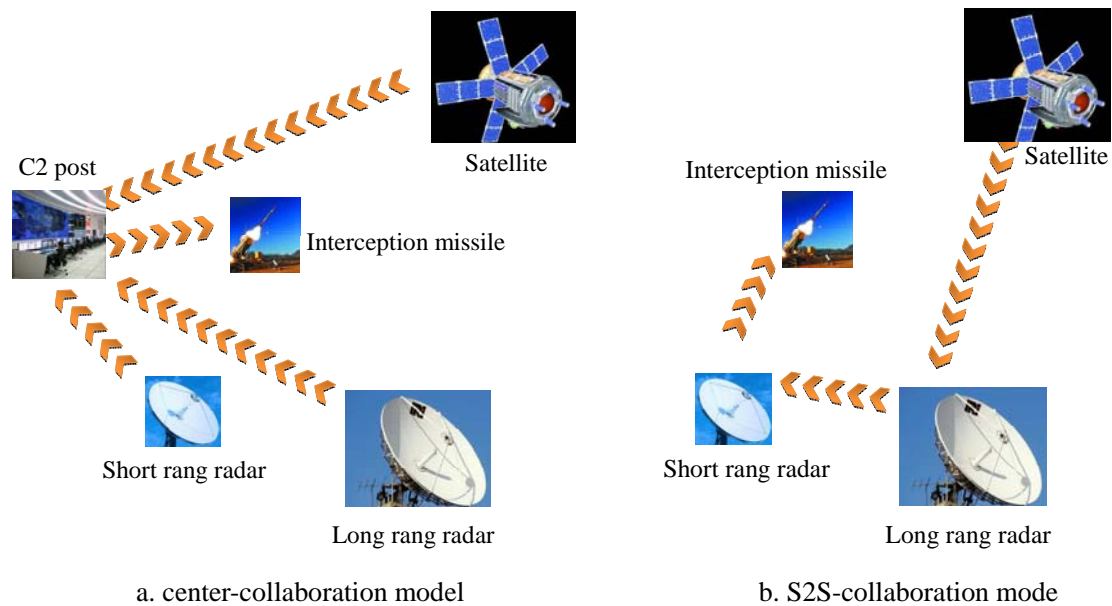 Satellite
C2 post
Interception missile
Short rang radar
Long rang radar
a. center-collaboration model
Satellite
Interception missile
Short rang radar
Long rang radar
b. S2S-collaboration mode